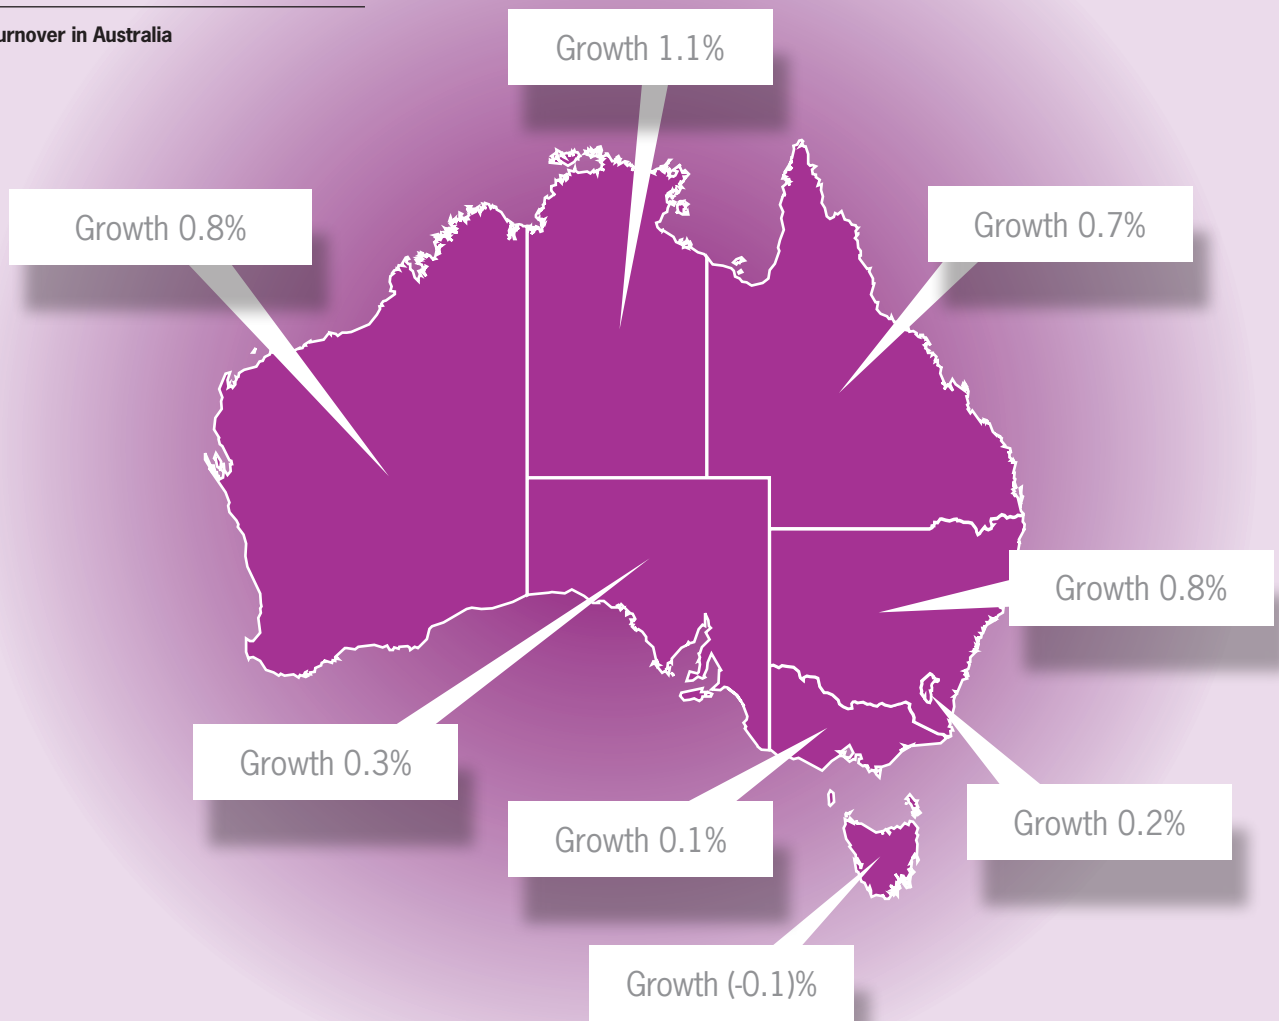 urnover in Australia
Growth 1.1%
Growth 0.8%
Growth 0.7%
Growth 0.8%
Growth 0.3%
Growth 0.1%
Growth 0.2%
Growth (-0.1)%